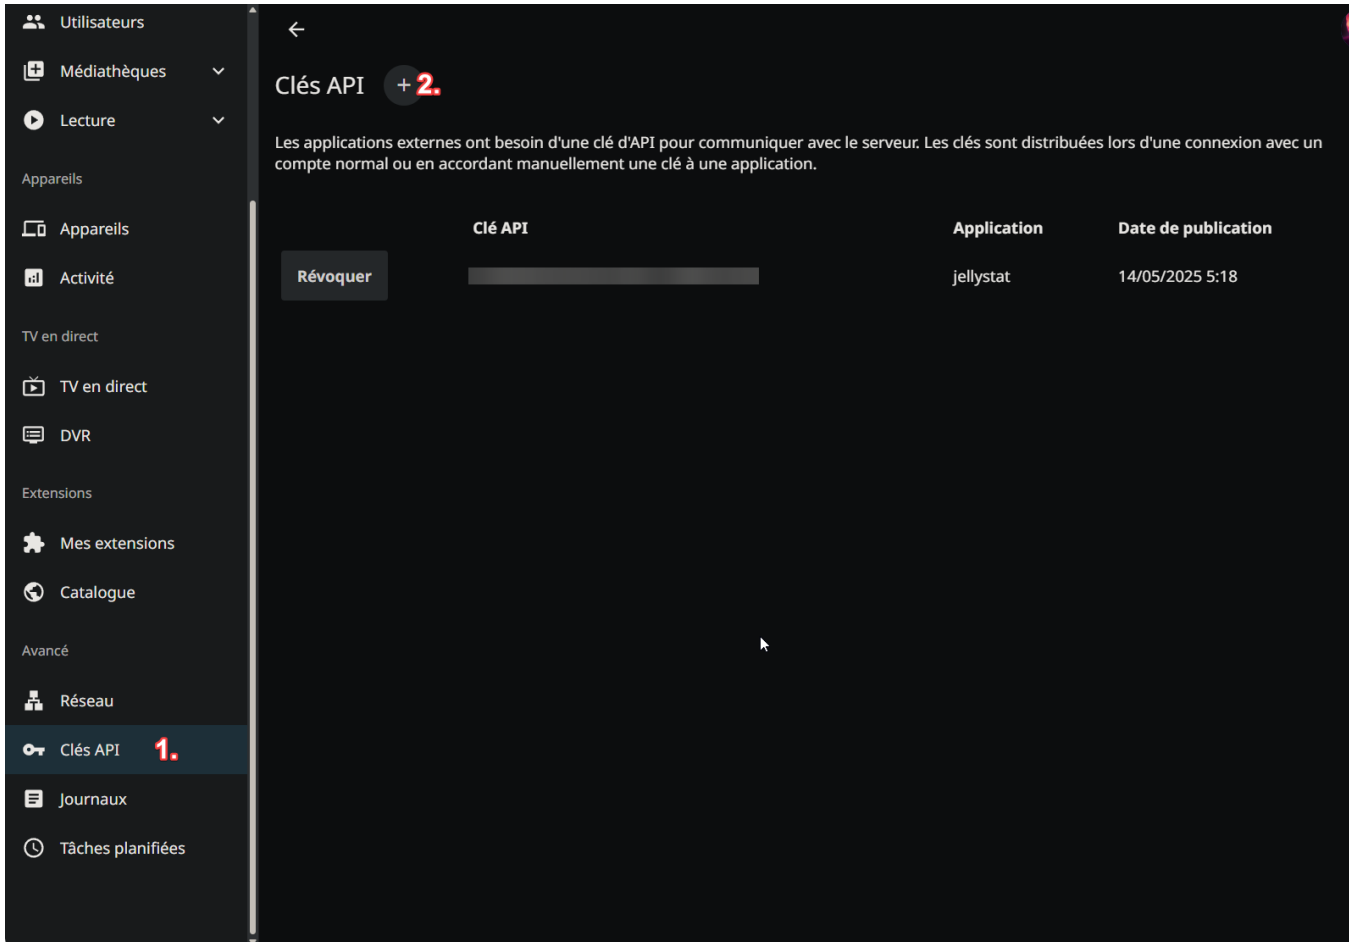 Utilisateurs
Médiathèques
Lecture
Appareils
Appareils
Activité
TV en direct
TV en direct
DVR
Extensions
Mes extensions
Catalogue
Avancé
Réseau
Clés API 1.
Journaux
Tâches planifiées
Clés API + 2.
Les applications externes ont besoin d'une clé d'API pour communiquer avec le serveur. Les clés sont distribuées lors d'une connexion avec un
compte normal ou en accordant manuellement une clé à une application.
Clé API Application Date de publication
Révoquer jellystat 14/05/2025 5:18